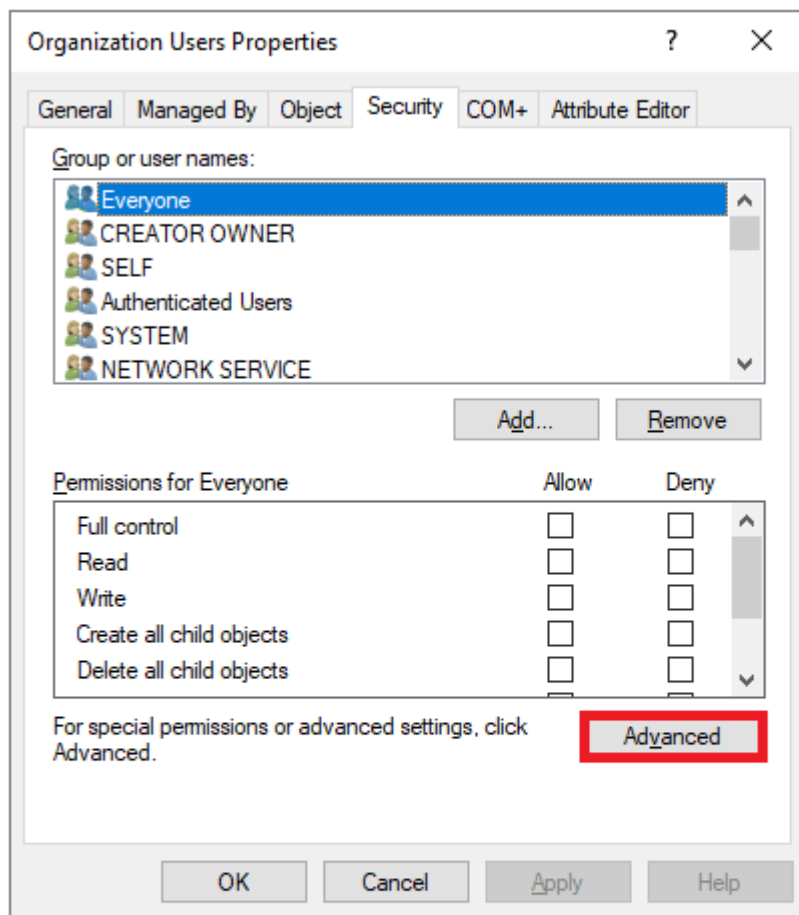 Organization Users Properties ?
General Managed By Object Security COM+ Attribute Editor
Group or user names:
Everyone
CREATOR OWNER
SELF
Authenticated Users
SYSTEM
NETWORK SERVICE
Add... Remove
Permissions for Everyone Allow Deny
Full control
Read
Write
Create all child objects
Delete all child objects
For special permissions or advanced settings, click
Advanced.
Advanced
OK Cancel Apply Help